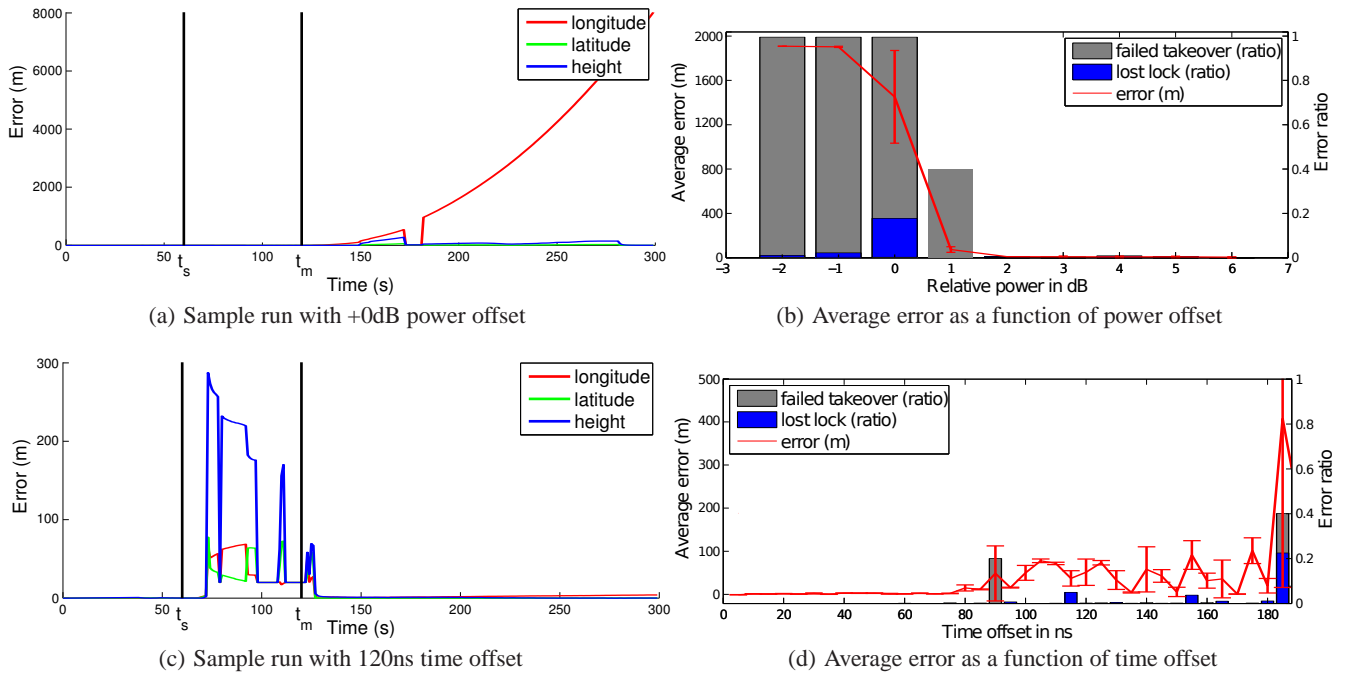 8000
6000
4000
2000
0
Error (m)
longitude
latitude
height
0 50 100 150 200 250 300
t_s t_m
Time (s)
(a) Sample run with +0dB power offset
2000
1600
1200
800
400
0
Average error (m)
1
0.8
0.6
0.4
0.2
0
Error ratio
failed takeover (ratio)
lost lock (ratio)
error (m)
−3 −2 −1 0 1 2 3 4 5 6 7
Relative power in dB
(b) Average error as a function of power offset
300
200
100
0
Error (m)
longitude
latitude
height
0 50 100 150 200 250 300
t_s t_m
Time (s)
(c) Sample run with 120ns time offset
500
400
300
200
100
0
Average error (m)
1
0.8
0.6
0.4
0.2
0
Error ratio
failed takeover (ratio)
lost lock (ratio)
error (m)
0 20 40 60 80 100 120 140 160 180
Time offset in ns
(d) Average error as a function of time offset